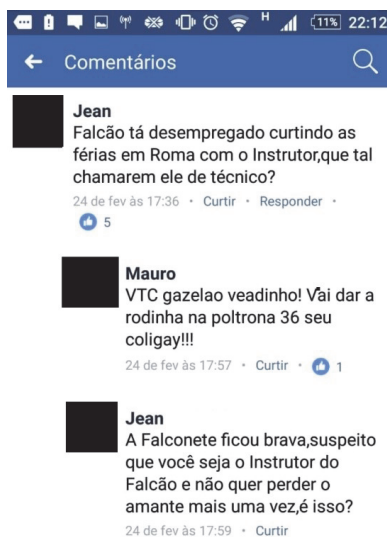 H 11% 22:12
Comentários
Jean
Falcão tá desempregado curtindo as
férias em Roma com o Instrutor,que tal
chamarem ele de técnico?
24 de fev às 17:36 • Curtir • Responder •
5
Mauro
VTC gazelao veadinho! Vai dar a
rodinha na poltrona 36 seu
coligay!!!
24 de fev às 17:57 • Curtir • 1
Jean
A Falconete ficou brava,suspeito
que você seja o Instrutor do
Falcão e não quer perder o
amante mais uma vez,é isso?
24 de fev às 17:59 • Curtir